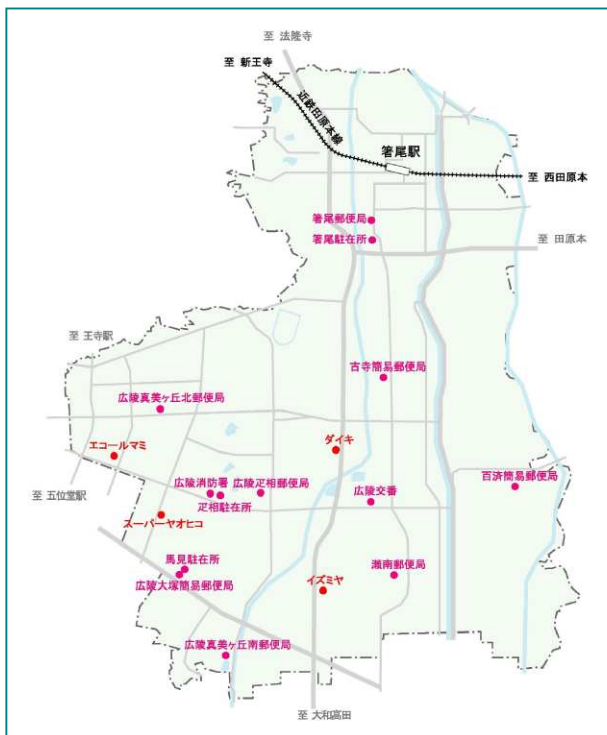 至 法隆寺
至 新王寺
近鉄田原本線
箸尾駅
至 西田原本
箸尾郵便局
箸尾駐在所
至 田原本
至 王寺駅
古寺簡易郵便局
広陵真美ヶ丘北郵便局
エコールマミ
ダイキ
百済簡易郵便局
広陵消防署
広陵疋相郵便局
疋相駐在所
広陵交番
至 五位堂駅
スーパーヤオヒコ
馬見駐在所
広陵大塚簡易郵便局
瀬南郵便局
イズミヤ
広陵真美ヶ丘南郵便局
至 大和高田